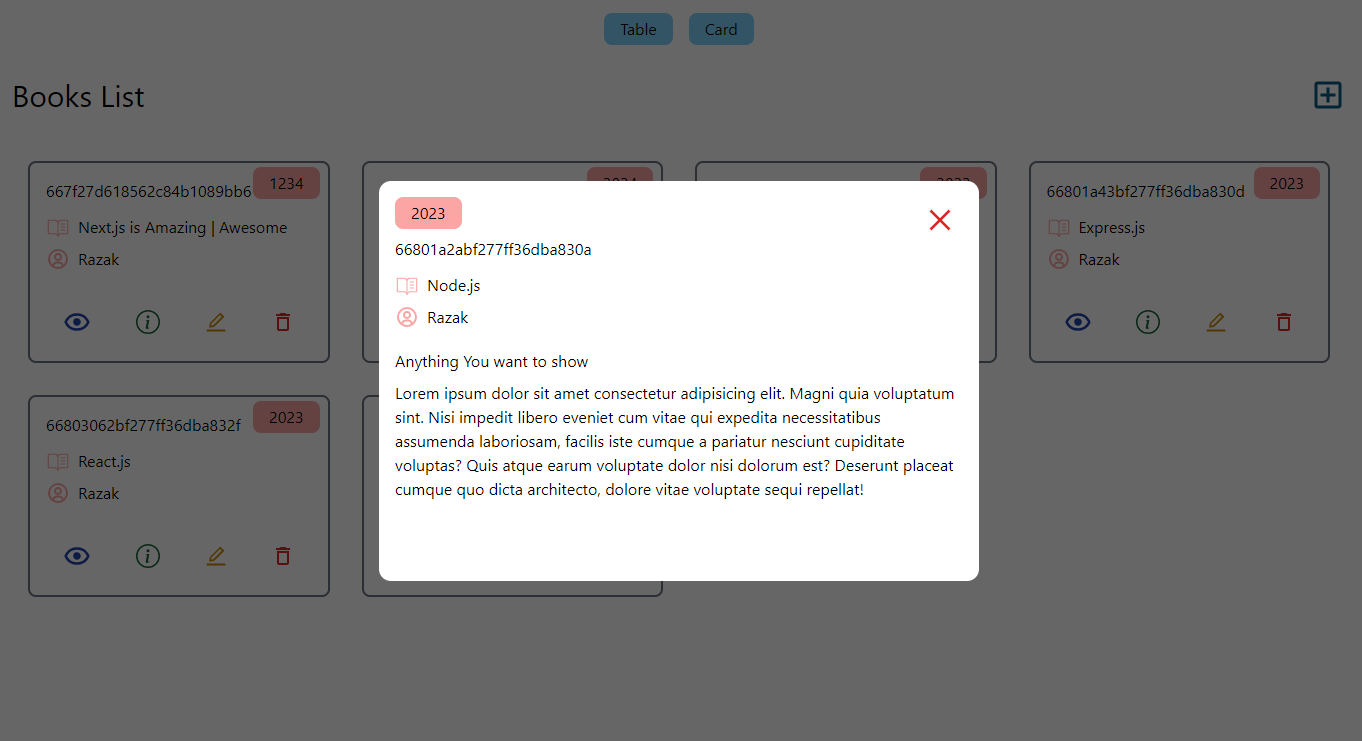 Table
Card
Books List
667f27d618562c84b1089bb6
1234
Next.js is Amazing | Awesome
Razak
66801a43bf277ff36dba830d
2023
Express.js
Razak
2023
66801a2abf277ff36dba830a
Node.js
Razak
Anything You want to show
Lorem ipsum dolor sit amet consectetur adipisicing elit. Magni quia voluptatum
sint. Nisi impedit libero eveniet cum vitae qui expedita necessitatibus
assumenda laboriosam, facilis iste cumque a pariatur nesciunt cupiditate
voluptas? Quis atque earum voluptate dolor nisi dolorum est? Deserunt placeat
cumque quo dicta architecto, dolore vitae voluptate sequi repellat!
66803062bf277ff36dba832f
2023
React.js
Razak